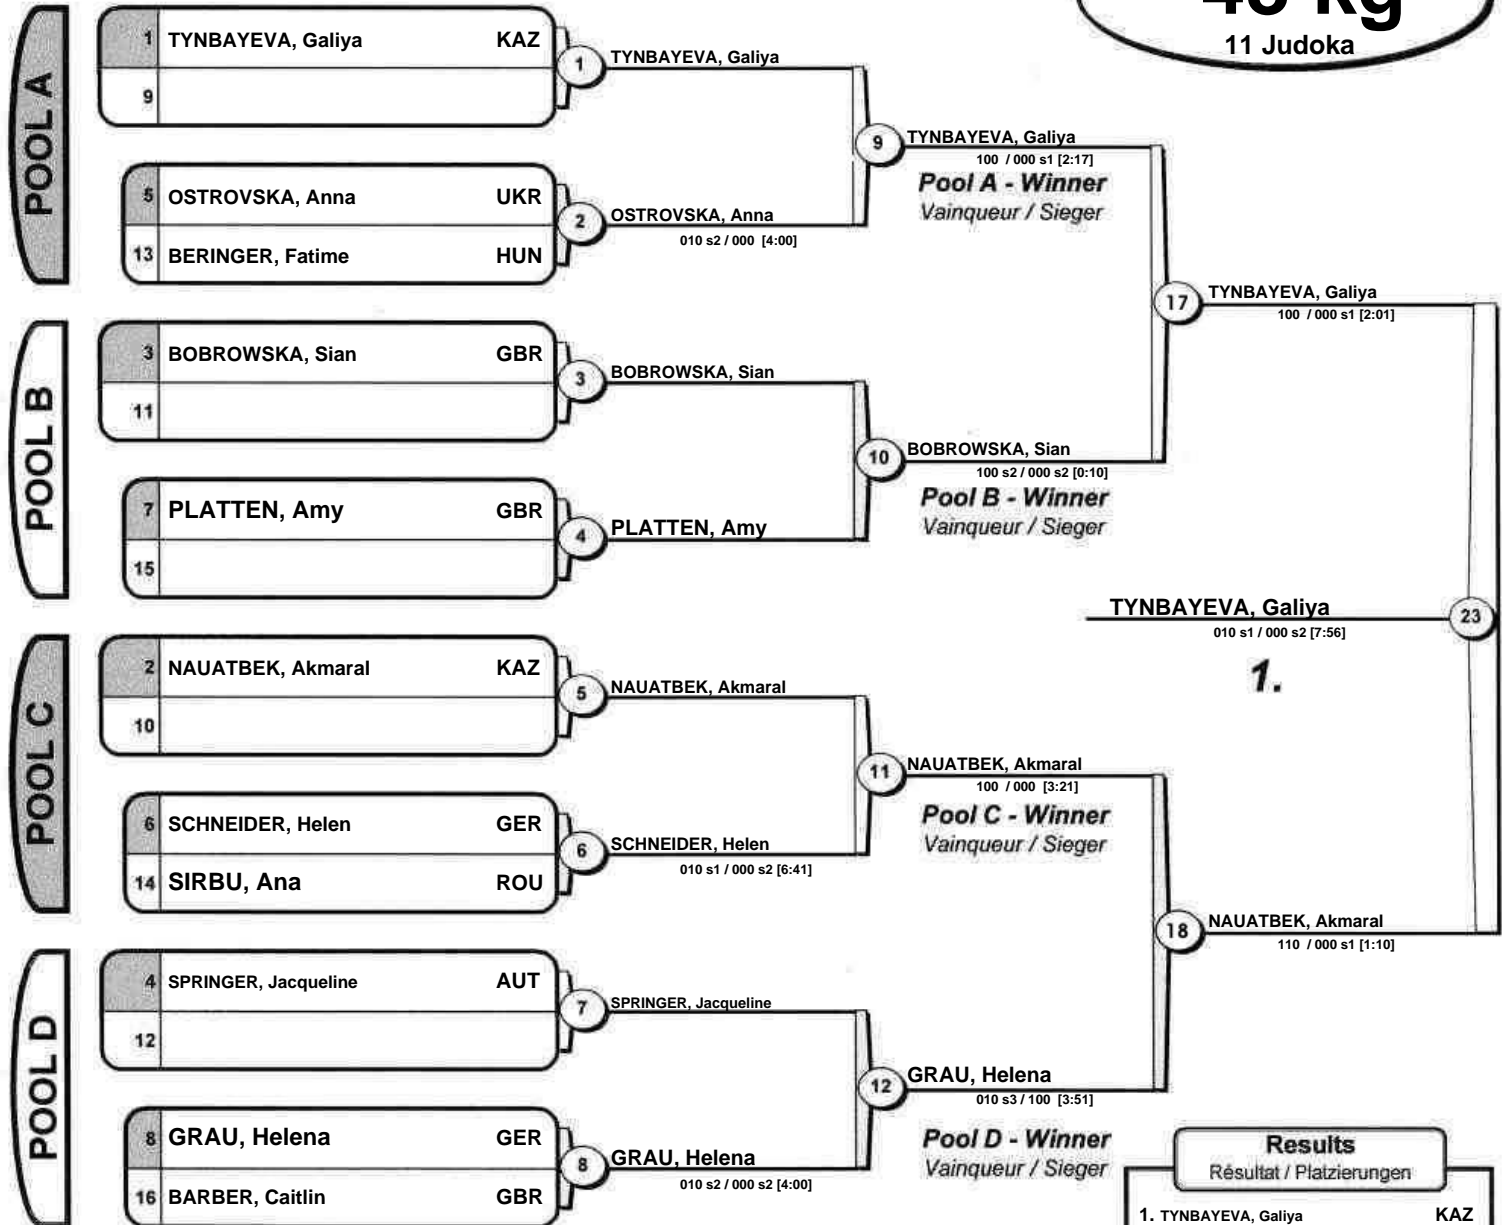 48 kg
11 Judoka
POOL A
1 TYNBAYEVA, Galiya KAZ
9
5 OSTROVSKA, Anna UKR
13 BERINGER, Fatime HUN
1 TYNBAYEVA, Galiya
2 OSTROVSKA, Anna
010 s2 / 000 [4:00]
9 TYNBAYEVA, Galiya
100 / 000 s1 [2:17]
Pool A - Winner
Vainqueur / Sieger
POOL B
3 BOBROWSKA, Sian GBR
11
7 PLATTEN, Amy GBR
15
3 BOBROWSKA, Sian
4 PLATTEN, Amy
10 BOBROWSKA, Sian
100 s2 / 000 s2 [0:10]
Pool B - Winner
Vainqueur / Sieger
17 TYNBAYEVA, Galiya
100 / 000 s1 [2:01]
TYNBAYEVA, Galiya 23
010 s1 / 000 s2 [7:56]
1.
POOL C
2 NAUATBEK, Akmaral KAZ
10
6 SCHNEIDER, Helen GER
14 SIRBU, Ana ROU
5 NAUATBEK, Akmaral
6 SCHNEIDER, Helen
010 s1 / 000 s2 [6:41]
11 NAUATBEK, Akmaral
100 / 000 [3:21]
Pool C - Winner
Vainqueur / Sieger
18 NAUATBEK, Akmaral
110 / 000 s1 [1:10]
POOL D
4 SPRINGER, Jacqueline AUT
12
8 GRAU, Helena GER
16 BARBER, Caitlin GBR
7 SPRINGER, Jacqueline
8 GRAU, Helena
010 s2 / 000 s2 [4:00]
12 GRAU, Helena
010 s3 / 100 [3:51]
Pool D - Winner
Vainqueur / Sieger
Results
Résultat / Platzierungen
1. TYNBAYEVA, Galiya KAZ